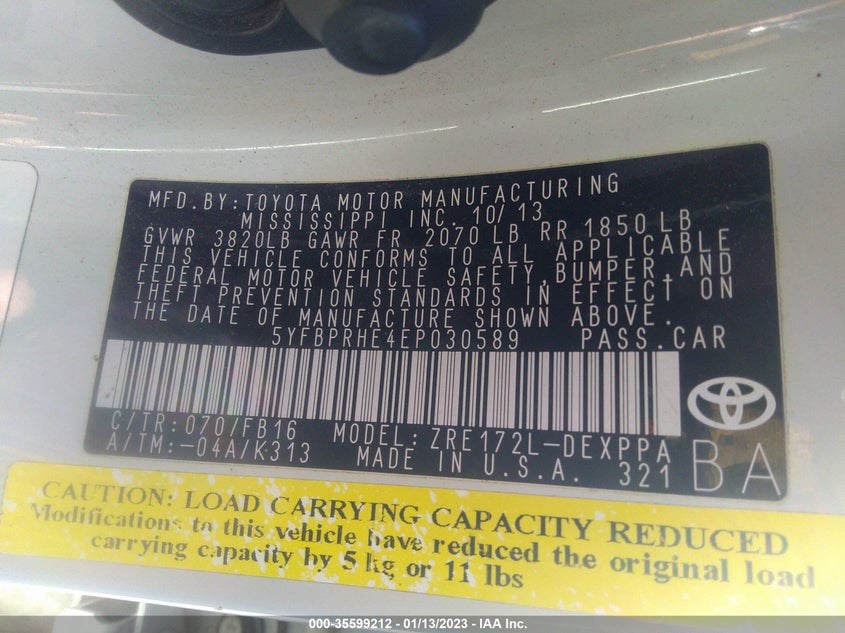 MFD.BY:TOYOTA MOTOR MANUFACTURING
MISSISSIPPI INC. 10/13
GVWR 3820LB GAWR FR 2070LB RR 1850LB
THIS VEHICLE CONFORMS TO ALL APPLICABLE
FEDERAL MOTOR VEHICLE SAFETY,BUMPER,AND
THEFT PREVENTION STANDARDS IN EFFECT ON
THE DATE OF MANUFACTURE SHOWN ABOVE.
5YFBPRHE4EP030589 PASS.CAR
C/TR:070/FB16 MODEL:ZRE172L-DEXPPA
A/TM:-04A/K313 MADE IN U.S.A. 321
BA
CAUTION: LOAD CARRYING CAPACITY REDUCED
Modifications to this vehicle have reduced the original load
carrying capacity by 5 kg or 11 lbs
000-35599212 - 01/13/2023 - IAA Inc.